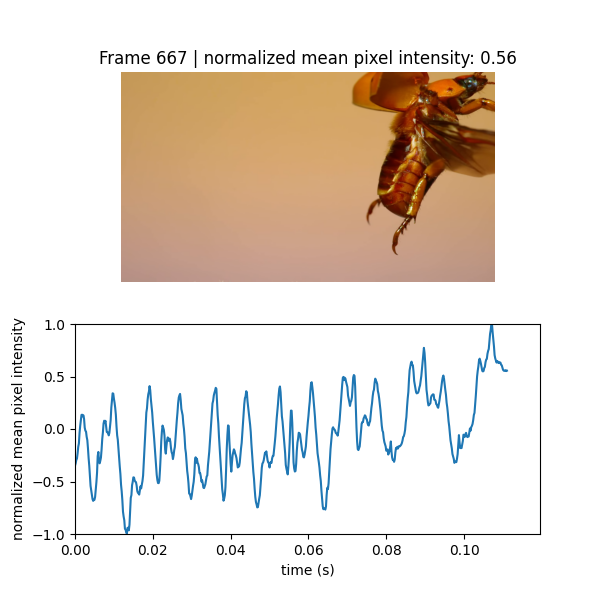 Frame 667 | normalized mean pixel intensity: 0.56
normalized mean pixel intensity
1.0
0.5
0.0
−0.5
−1.0
0.00 0.02 0.04 0.06 0.08 0.10
time (s)